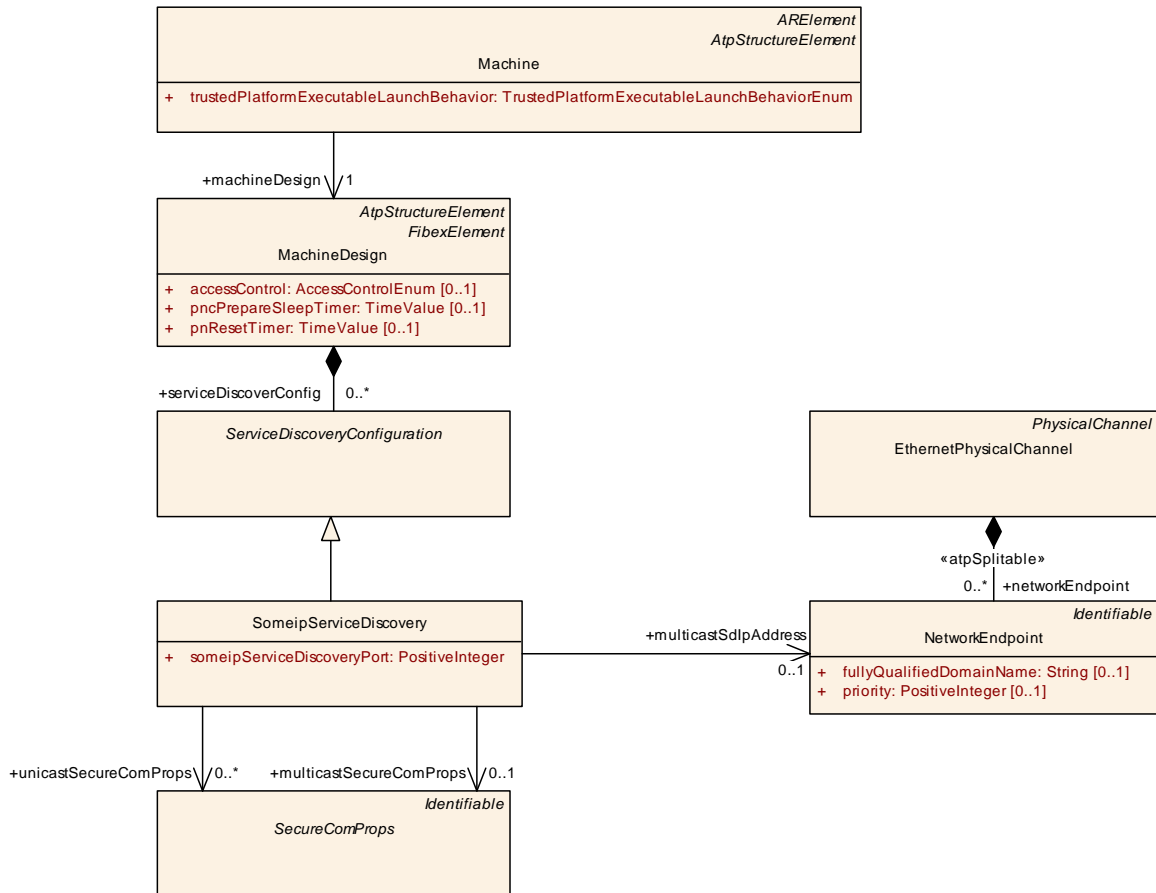 ARElement
AtpStructureElement
Machine
+ trustedPlatformExecutableLaunchBehavior: TrustedPlatformExecutableLaunchBehaviorEnum
+machineDesign 1
AtpStructureElement
FibexElement
MachineDesign
+ accessControl: AccessControlEnum [0..1]
+ pncPrepareSleepTimer: TimeValue [0..1]
+ pnResetTimer: TimeValue [0..1]
+serviceDiscoverConfig 0..*
ServiceDiscoveryConfiguration
PhysicalChannel
EthernetPhysicalChannel
«atpSplitable»
0..* +networkEndpoint
SomeipServiceDiscovery
+ someipServiceDiscoveryPort: PositiveInteger
+multicastSdIpAddress
0..1
Identifiable
NetworkEndpoint
+ fullyQualifiedDomainName: String [0..1]
+ priority: PositiveInteger [0..1]
+unicastSecureComProps 0..*
+multicastSecureComProps 0..1
Identifiable
SecureComProps